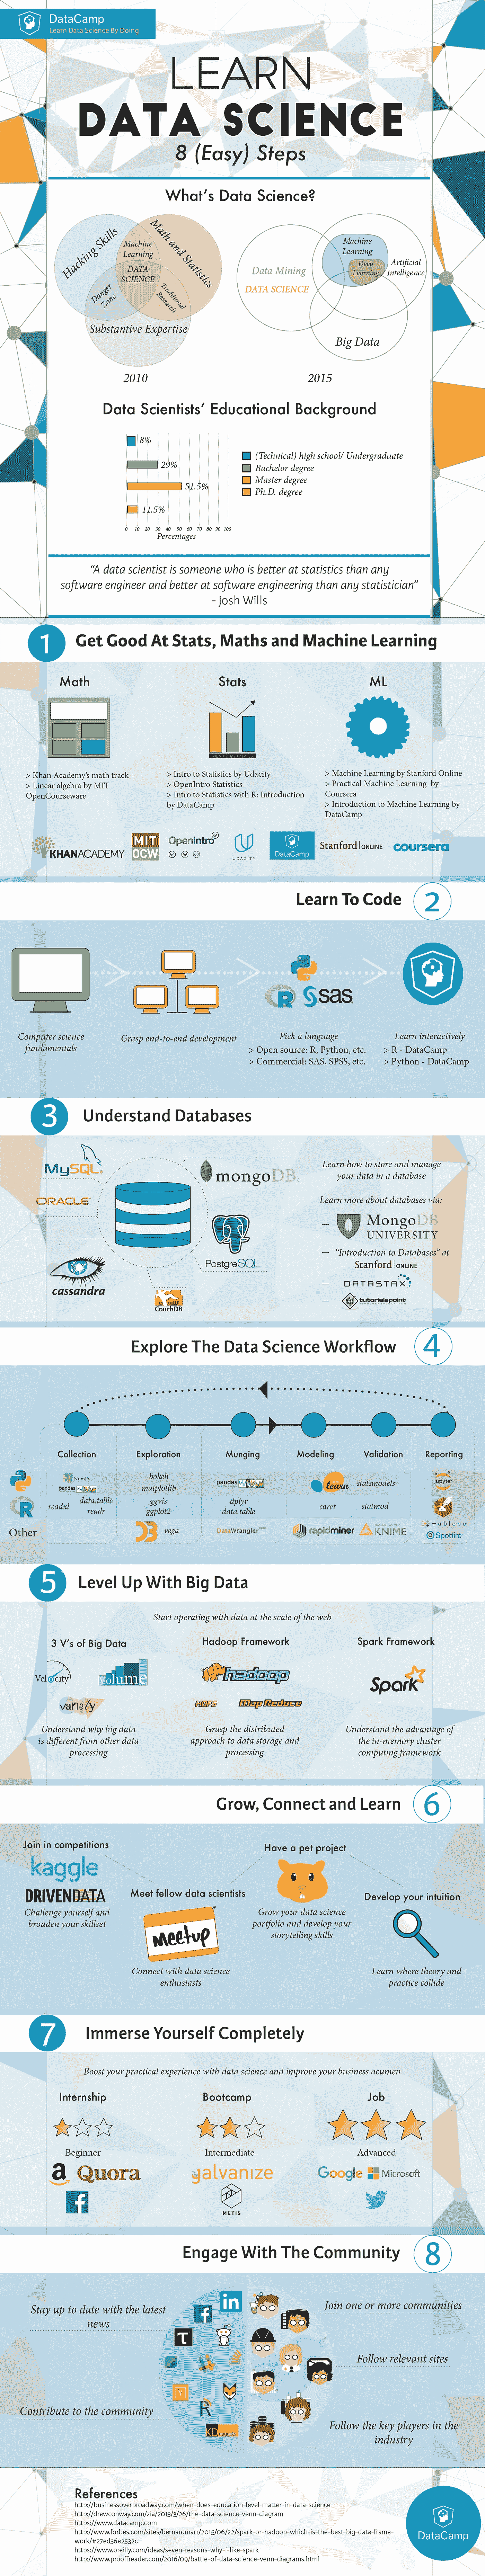 DataCamp
Learn Data Science By Doing
LEARN
DATA SCIENCE
8 (Easy) Steps
What's Data Science?
Hacking Skills
Math and Statistics
Machine
Learning
DATA
SCIENCE
Danger
Zone
Traditional
Research
Substantive Expertise
2010
Data Mining
DATA SCIENCE
Machine
Learning
Deep
Learning
Artificial
Intelligence
Big Data
2015
Data Scientists' Educational Background
8%
29%
51.5%
11.5%
0 10 20 30 40 50 60 70 80 90 100
Percentages
(Technical) high school/ Undergraduate
Bachelor degree
Master degree
Ph.D. degree
"A data scientist is someone who is better at statistics than any
software engineer and better at software engineering than any statistician"
- Josh Wills
1 Get Good At Stats, Maths and Machine Learning
Math
Stats
ML
> Khan Academy's math track
> Linear algebra by MIT
OpenCourseware
> Intro to Statistics by Udacity
> OpenIntro Statistics
> Intro to Statistics with R: Introduction
by DataCamp
> Machine Learning by Stanford Online
> Practical Machine Learning by
Coursera
> Introduction to Machine Learning by
DataCamp
KHANACADEMY
MIT
OCW
OpenIntro
UDACITY
DataCamp
Stanford ONLINE
coursera
Learn To Code 2
R
sas
Computer science
fundamentals
Grasp end-to-end development
Pick a language
> Open source: R, Python, etc.
> Commercial: SAS, SPSS, etc.
Learn interactively
> R - DataCamp
> Python - DataCamp
3 Understand Databases
MySQL
ORACLE
cassandra
CouchDB
mongoDB.
PostgreSQL
Learn how to store and manage
your data in a database
Learn more about databases via:
– MongoDB
UNIVERSITY
– "Introduction to Databases" at
Stanford ONLINE
– DATASTAX
– tutorialspoint
Explore The Data Science Workflow 4
Collection
Exploration
Munging
Modeling
Validation
Reporting
NumPy
pandas
bokeh
matplotlib
pandas
learn
statsmodels
jupyter
R
readxl
data.table
readr
ggvis
ggplot2
dplyr
data.table
caret
statmod
Other
vega
DataWrangler
rapidminer
KNIME
+ableau
Spotfire
5 Level Up With Big Data
Start operating with data at the scale of the web
3 V's of Big Data
Velocity
Volume
variety
Understand why big data
is different from other data
processing
Hadoop Framework
hadoop
HDFS
Map Reduce
Grasp the distributed
approach to data storage and
processing
Spark Framework
Spark
Understand the advantage of
the in-memory cluster
computing framework
Grow, Connect and Learn 6
Join in competitions
kaggle
DRIVENDATA
Challenge yourself and
broaden your skillset
Meet fellow data scientists
Meetup
Connect with data science
enthusiasts
Have a pet project
Grow your data science
portfolio and develop your
storytelling skills
Develop your intuition
Learn where theory and
practice collide
7 Immerse Yourself Completely
Boost your practical experience with data science and improve your business acumen
Internship
Beginner
a Quora
f
Bootcamp
Intermediate
galvanize
METIS
Job
Advanced
Google Microsoft
Engage With The Community 8
Stay up to date with the latest
news
Contribute to the community
in
f
R
KDnuggets
Join one or more communities
Follow relevant sites
Follow the key players in the
industry
References
http://businessoverbroadway.com/when-does-education-level-matter-in-data-science
http://drewconway.com/zia/2013/3/26/the-data-science-venn-diagram
https://www.datacamp.com
http://www.forbes.com/sites/bernardmarr/2015/06/22/spark-or-hadoop-which-is-the-best-big-data-frame-
work/#27ed36e2532c
https://www.oreilly.com/ideas/seven-reasons-why-i-like-spark
http://www.prooffreader.com/2016/09/battle-of-data-science-venn-diagrams.html
DataCamp